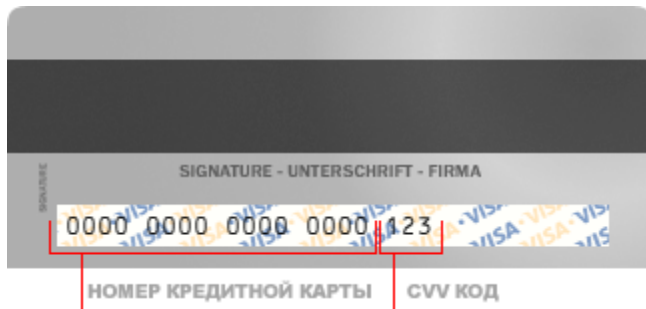 SIGNATURE - UNTERSCHRIFT - FIRMA
SIGNATURE
0000 0000 0000 0000 123
НОМЕР КРЕДИТНОЙ КАРТЫ CVV КОД